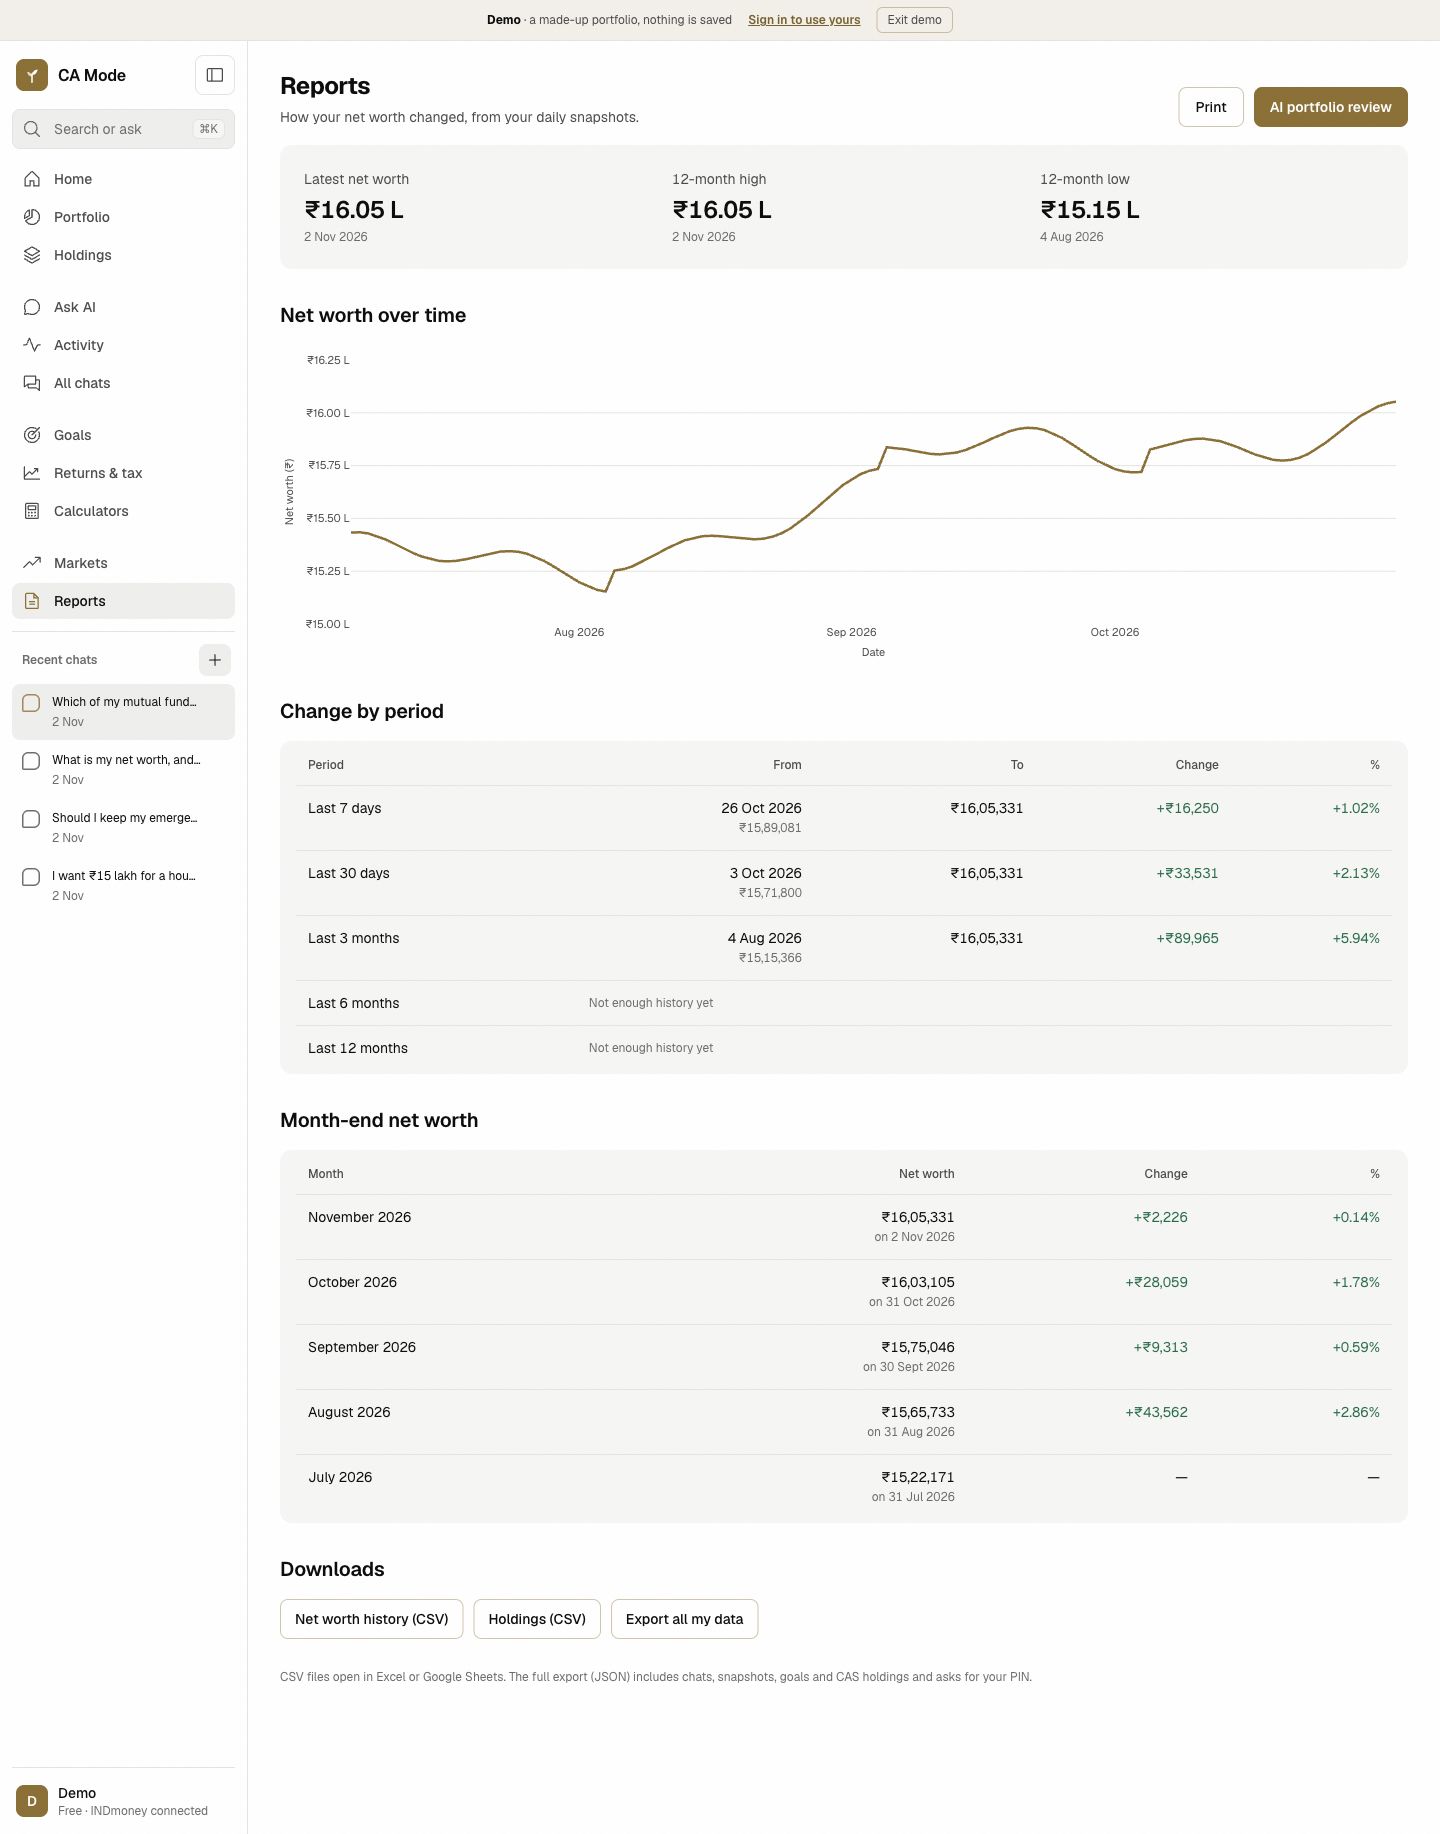 Demo · a made-up portfolio, nothing is saved Sign in to use yours Exit demo
CA Mode
Search or ask ⌘K
Home
Portfolio
Holdings
Ask AI
Activity
All chats
Goals
Returns & tax
Calculators
Markets
Reports
Recent chats
Which of my mutual fund...
2 Nov
What is my net worth, and...
2 Nov
Should I keep my emerge...
2 Nov
I want ₹15 lakh for a hou...
2 Nov
D
Demo
Free · INDmoney connected
Reports
How your net worth changed, from your daily snapshots.
Print AI portfolio review
Latest net worth 12-month high 12-month low
₹16.05 L ₹16.05 L ₹15.15 L
2 Nov 2026 2 Nov 2026 4 Aug 2026
Net worth over time
Net worth (₹)
₹16.25 L
₹16.00 L
₹15.75 L
₹15.50 L
₹15.25 L
₹15.00 L
Aug 2026 Sep 2026 Oct 2026
Date
Change by period
Period From To Change %
Last 7 days 26 Oct 2026 ₹16,05,331 +₹16,250 +1.02%
₹15,89,081
Last 30 days 3 Oct 2026 ₹16,05,331 +₹33,531 +2.13%
₹15,71,800
Last 3 months 4 Aug 2026 ₹16,05,331 +₹89,965 +5.94%
₹15,15,366
Last 6 months Not enough history yet
Last 12 months Not enough history yet
Month-end net worth
Month Net worth Change %
November 2026 ₹16,05,331 +₹2,226 +0.14%
on 2 Nov 2026
October 2026 ₹16,03,105 +₹28,059 +1.78%
on 31 Oct 2026
September 2026 ₹15,75,046 +₹9,313 +0.59%
on 30 Sept 2026
August 2026 ₹15,65,733 +₹43,562 +2.86%
on 31 Aug 2026
July 2026 ₹15,22,171 — —
on 31 Jul 2026
Downloads
Net worth history (CSV) Holdings (CSV) Export all my data
CSV files open in Excel or Google Sheets. The full export (JSON) includes chats, snapshots, goals and CAS holdings and asks for your PIN.